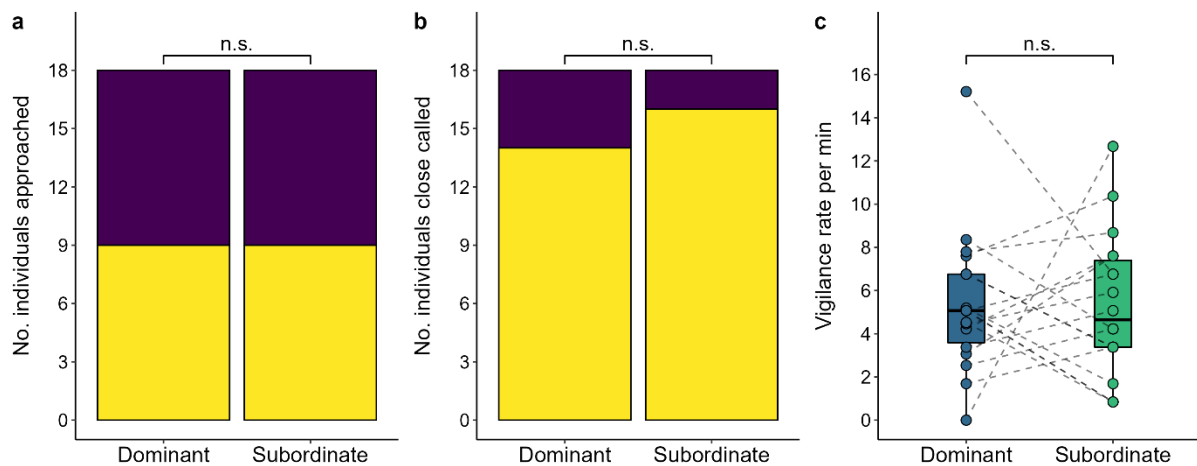 a
n.s.
No. individuals approached
18
15
12
9
6
3
0
Dominant Subordinate
b
n.s.
No. individuals close called
18
15
12
9
6
3
0
Dominant Subordinate
c
n.s.
Vigilance rate per min
16
14
12
10
8
6
4
2
0
Dominant Subordinate